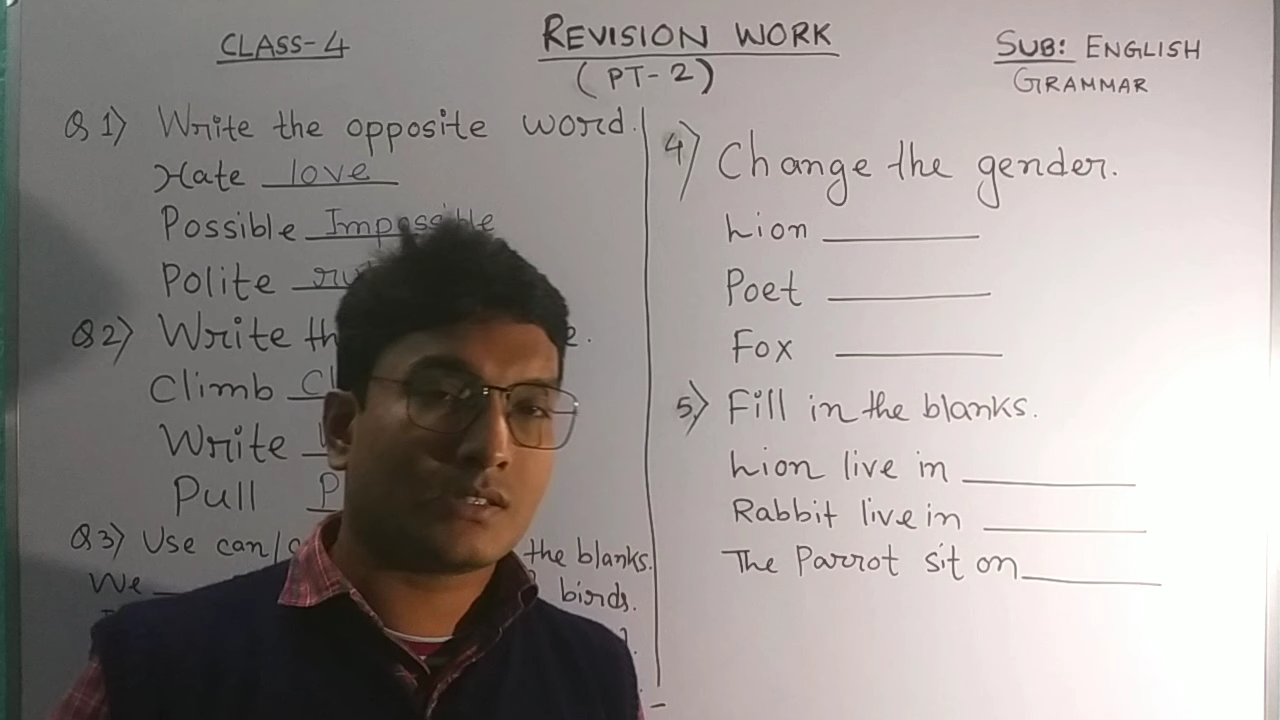 CLASS-4
REVISION WORK
(PT-2)
SUB: ENGLISH
GRAMMAR
Q1) Write the opposite word.
Hate love
Possible Impossible
Polite
Q2) Write
Climb
Write
Pull
Q3) Use can/ the blanks.
We birds.
4) Change the gender.
Lion
Poet
Fox
5) Fill in the blanks.
Lion live in
Rabbit live in
The Parrot sit on